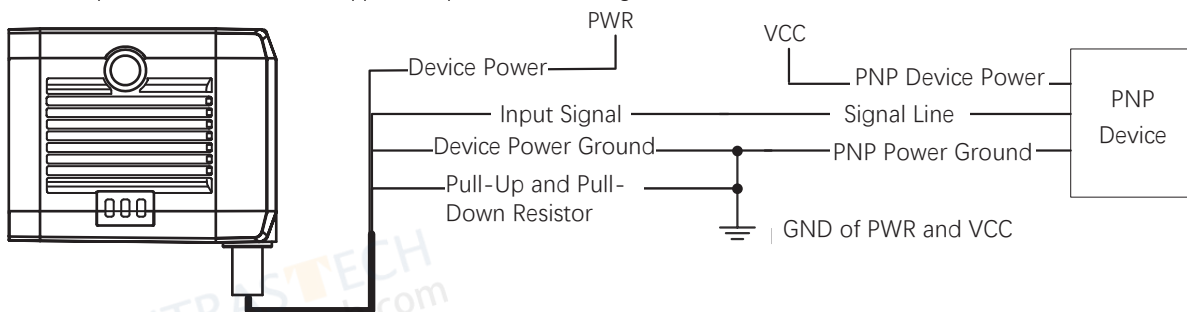 PWR
VCC
Device Power
PNP Device Power
PNP
Device
Input Signal
Signal Line
Device Power Ground
PNP Power Ground
Pull-Up and Pull-
Down Resistor
GND of PWR and VCC